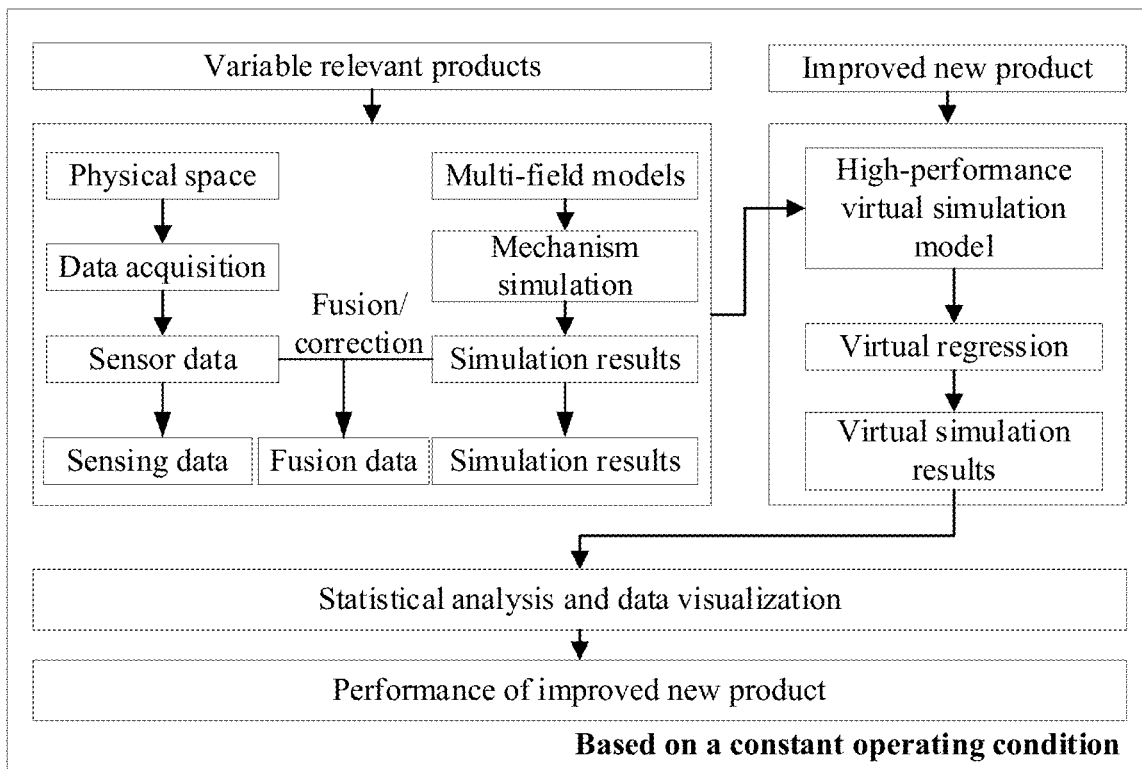 Variable relevant products
Improved new product
Physical space
Multi-field models
High-performance
virtual simulation
model
Data acquisition
Mechanism
simulation
Fusion/
correction
Sensor data
Simulation results
Virtual regression
Sensing data
Fusion data
Simulation results
Virtual simulation
results
Statistical analysis and data visualization
Performance of improved new product
Based on a constant operating condition